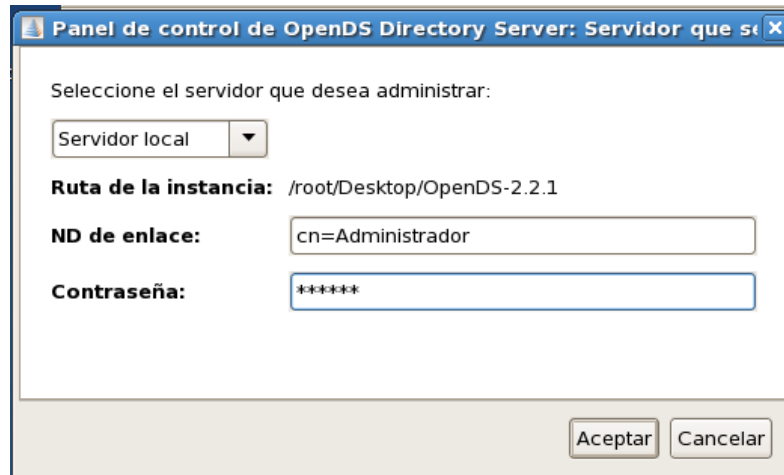 Panel de control de OpenDS Directory Server: Servidor que se
Seleccione el servidor que desea administrar:
Servidor local
Ruta de la instancia: /root/Desktop/OpenDS-2.2.1
ND de enlace: cn=Administrador
Contraseña: ******
Aceptar Cancelar